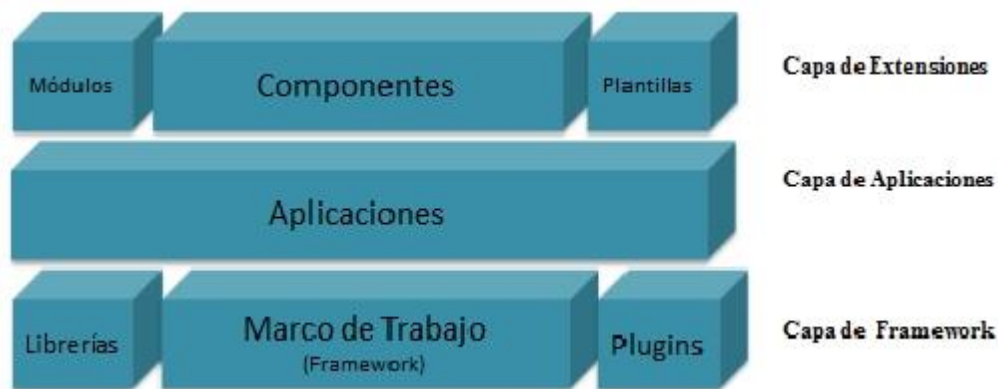 Módulos
Componentes
Plantillas
Capa de Extensiones
Aplicaciones
Capa de Aplicaciones
Librerías
Marco de Trabajo
(Framework)
Plugins
Capa de Framework